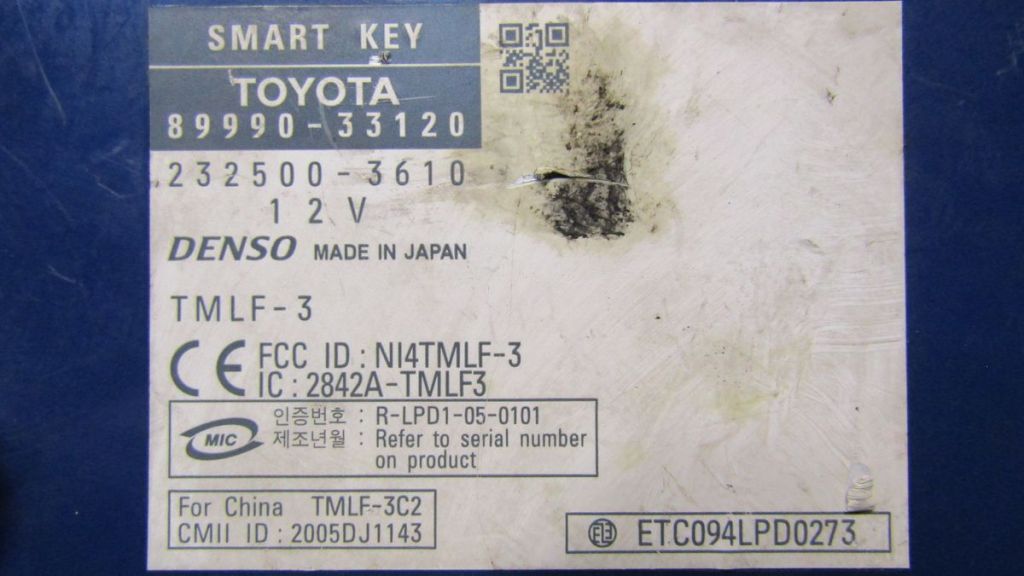 SMART KEY
TOYOTA
89990-33120
232500-3610
12V
DENSO MADE IN JAPAN
TMLF-3
CE FCC ID : NI4TMLF-3
IC : 2842A-TMLF3
MIC 인증번호 : R-LPD1-05-0101
제조년월 : Refer to serial number
on product
For China TMLF-3C2
CMII ID : 2005DJ1143
ETC094LPD0273